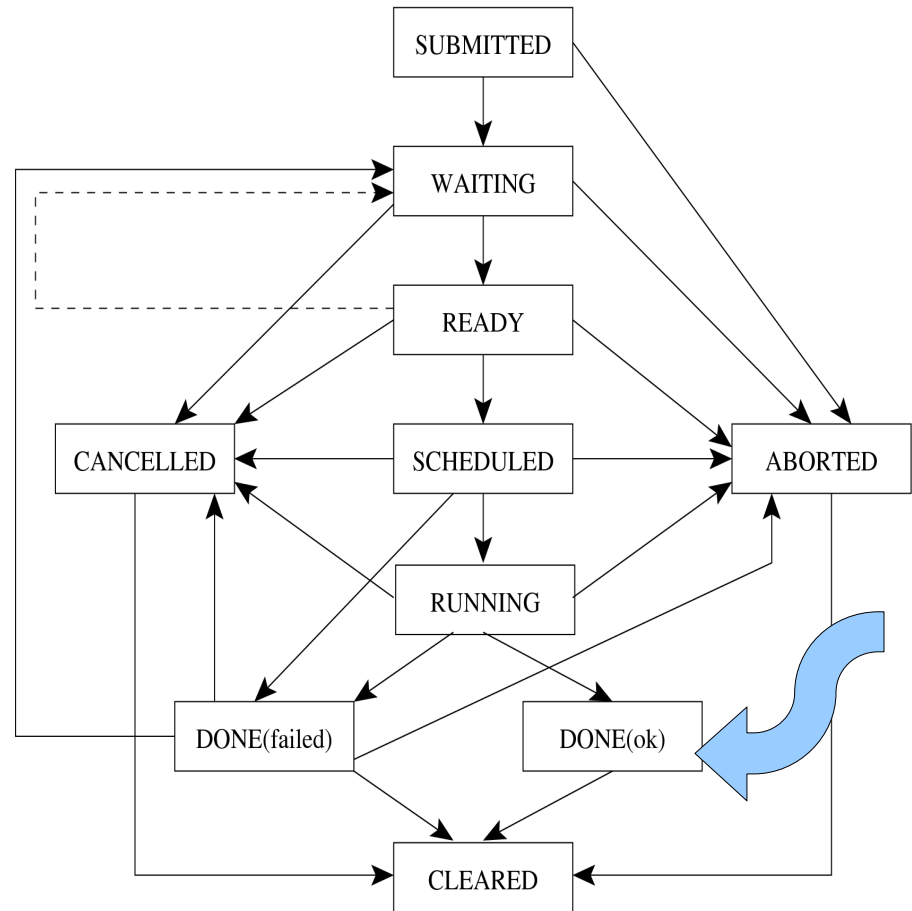 SUBMITTED
WAITING
READY
CANCELLED
SCHEDULED
ABORTED
RUNNING
DONE(failed)
DONE(ok)
CLEARED